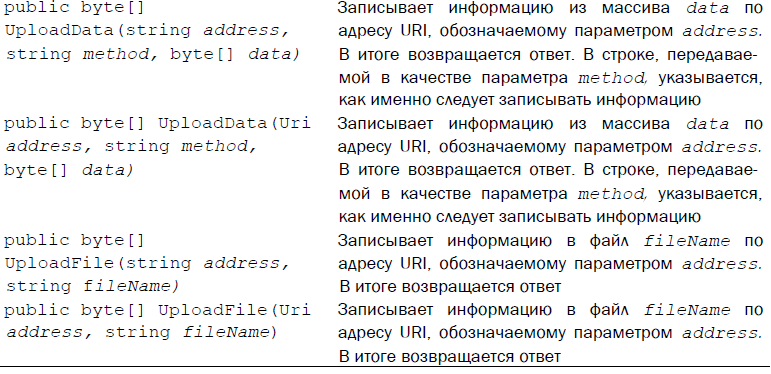 public byte[]
UploadData(string address,
string method, byte[] data)
Записывает информацию из массива data по
адресу URI, обозначаемому параметром address.
В итоге возвращается ответ. В строке, передавае-
мой в качестве параметра method, указывается,
как именно следует записывать информацию
public byte[] UploadData(Uri
address, string method,
byte[] data)
Записывает информацию из массива data по
адресу URI, обозначаемому параметром address.
В итоге возвращается ответ. В строке, передавае-
мой в качестве параметра method, указывается,
как именно следует записывать информацию
public byte[]
UploadFile(string address,
string fileName)
Записывает информацию в файл fileName по
адресу URI, обозначаемому параметром address.
В итоге возвращается ответ
public byte[] UploadFile(Uri
address, string fileName)
Записывает информацию в файл fileName по
адресу URI, обозначаемому параметром address.
В итоге возвращается ответ